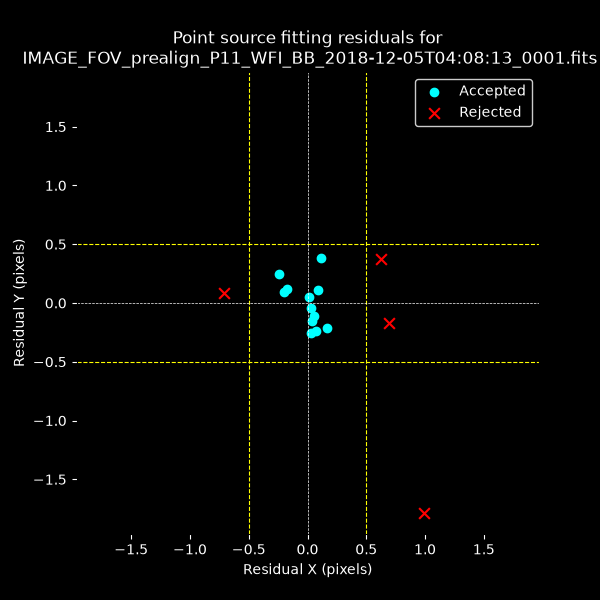 Point source fitting residuals for
IMAGE_FOV_prealign_P11_WFI_BB_2018-12-05T04:08:13_0001.fits
Accepted
Rejected
1.5
1.0
0.5
0.0
−0.5
−1.0
−1.5
Residual Y (pixels)
−1.5 −1.0 −0.5 0.0 0.5 1.0 1.5
Residual X (pixels)